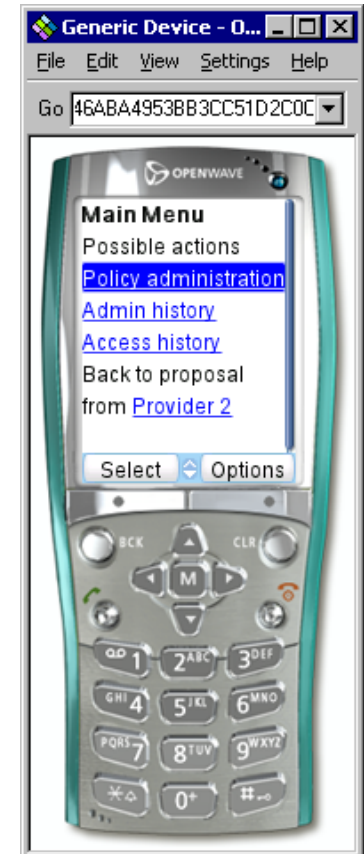 Generic Device - O...
File Edit View Settings Help
Go 46ABA4953BB3CC51D2C0C
OPENWAVE
Main Menu
Possible actions
Policy administration
Admin history
Access history
Back to proposal
from Provider 2
Select Options
BCK CLR
M
1 2ABC 3DEF
GHI4 5JKL 6MNO
PQRS7 8TUV 9WXYZ
* 0+ #